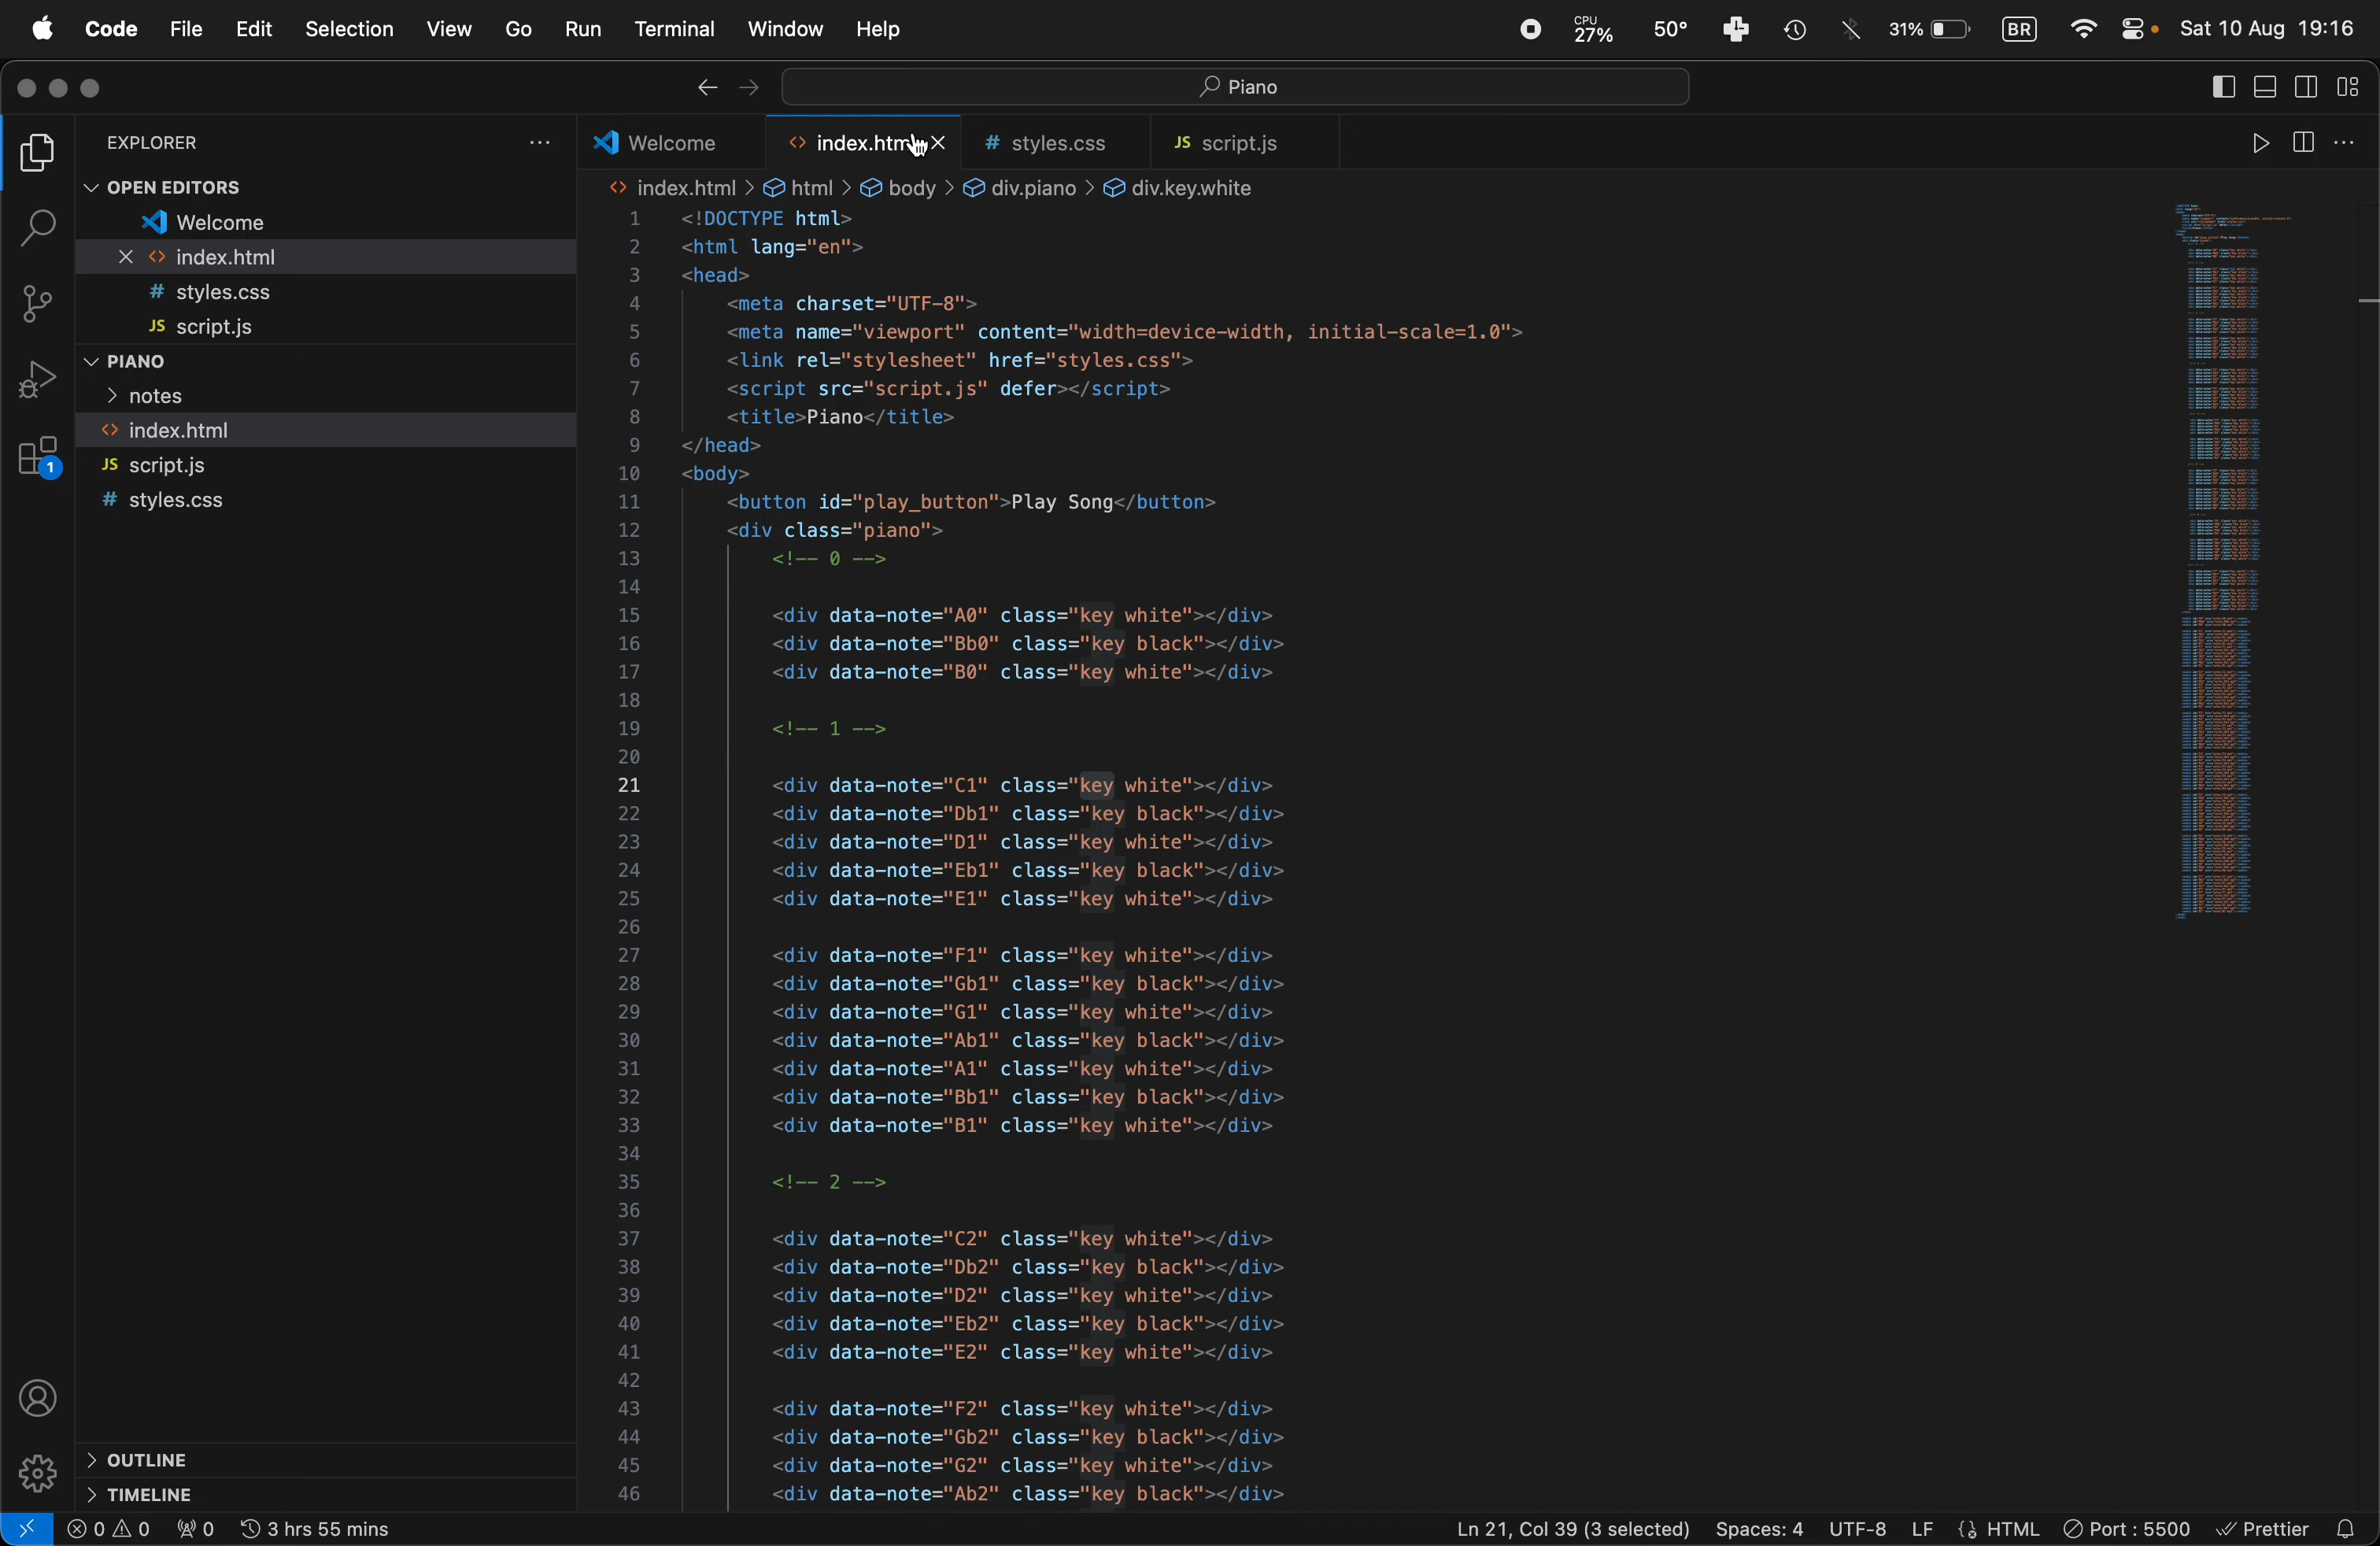 Code File Edit Selection View Go Run Terminal Window Help CPU 27% 50° 31% BR Sat 10 Aug 19:16
Piano
EXPLORER
OPEN EDITORS
Welcome
index.html
# styles.css
JS script.js
PIANO
notes
index.html
JS script.js
# styles.css
1
OUTLINE
TIMELINE
Welcome <> index.htm # styles.css JS script.js
<> index.html > html > body > div.piano > div.key.white
1 <!DOCTYPE html>
2 <html lang="en">
3 <head>
4 <meta charset="UTF-8">
5 <meta name="viewport" content="width=device-width, initial-scale=1.0">
6 <link rel="stylesheet" href="styles.css">
7 <script src="script.js" defer></script>
8 <title>Piano</title>
9 </head>
10 <body>
11 <button id="play_button">Play Song</button>
12 <div class="piano">
13 <!-- 0 -->
14
15 <div data-note="A0" class="key white"></div>
16 <div data-note="Bb0" class="key black"></div>
17 <div data-note="B0" class="key white"></div>
18
19 <!-- 1 -->
20
21 <div data-note="C1" class="key white"></div>
22 <div data-note="Db1" class="key black"></div>
23 <div data-note="D1" class="key white"></div>
24 <div data-note="Eb1" class="key black"></div>
25 <div data-note="E1" class="key white"></div>
26
27 <div data-note="F1" class="key white"></div>
28 <div data-note="Gb1" class="key black"></div>
29 <div data-note="G1" class="key white"></div>
30 <div data-note="Ab1" class="key black"></div>
31 <div data-note="A1" class="key white"></div>
32 <div data-note="Bb1" class="key black"></div>
33 <div data-note="B1" class="key white"></div>
34
35 <!-- 2 -->
36
37 <div data-note="C2" class="key white"></div>
38 <div data-note="Db2" class="key black"></div>
39 <div data-note="D2" class="key white"></div>
40 <div data-note="Eb2" class="key black"></div>
41 <div data-note="E2" class="key white"></div>
42
43 <div data-note="F2" class="key white"></div>
44 <div data-note="Gb2" class="key black"></div>
45 <div data-note="G2" class="key white"></div>
46 <div data-note="Ab2" class="key black"></div>
0 0 0 3 hrs 55 mins Ln 21, Col 39 (3 selected) Spaces: 4 UTF-8 LF HTML Port : 5500 Prettier